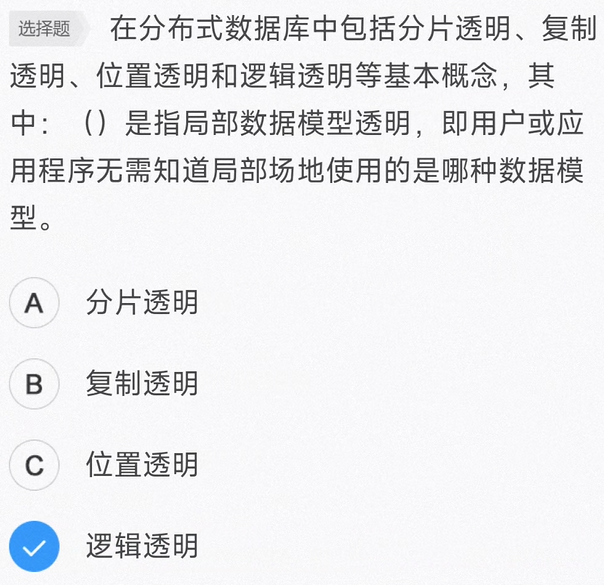 选择题 在分布式数据库中包括分片透明、复制
透明、位置透明和逻辑透明等基本概念，其
中：（）是指局部数据模型透明，即用户或应
用程序无需知道局部场地使用的是哪种数据模
型。
A 分片透明
B 复制透明
C 位置透明
逻辑透明